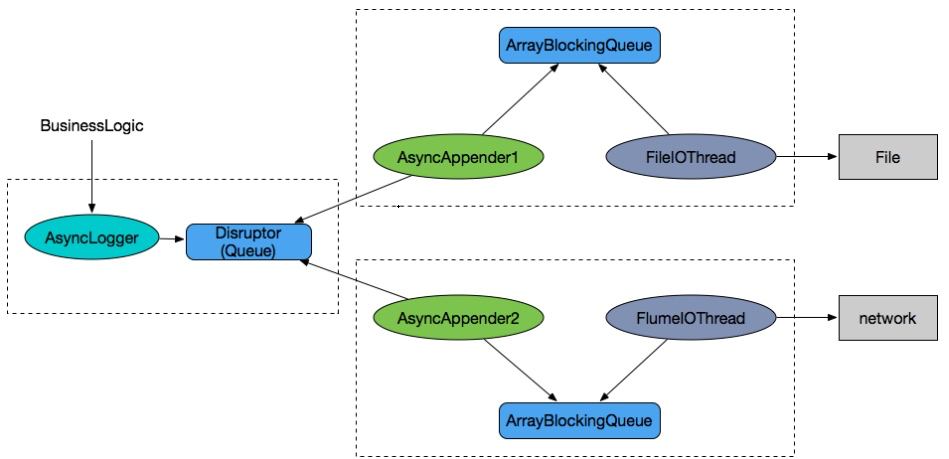 ArrayBlockingQueue
BusinessLogic
AsyncAppender1
FileIOThread
File
AsyncLogger
Disruptor
(Queue)
AsyncAppender2
FlumeIOThread
network
ArrayBlockingQueue